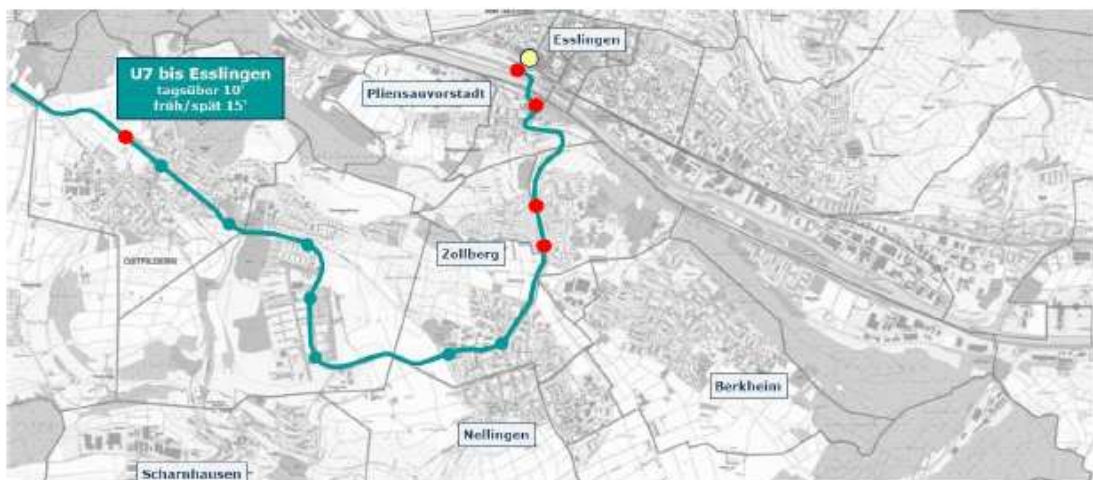 Esslingen
U7 bis Esslingen
tagsüber 10'
früh/spät 15'
Pliensauvorstadt
Zollberg
OSTFILDERN
Berkheim
Nellingen
Scharnhausen